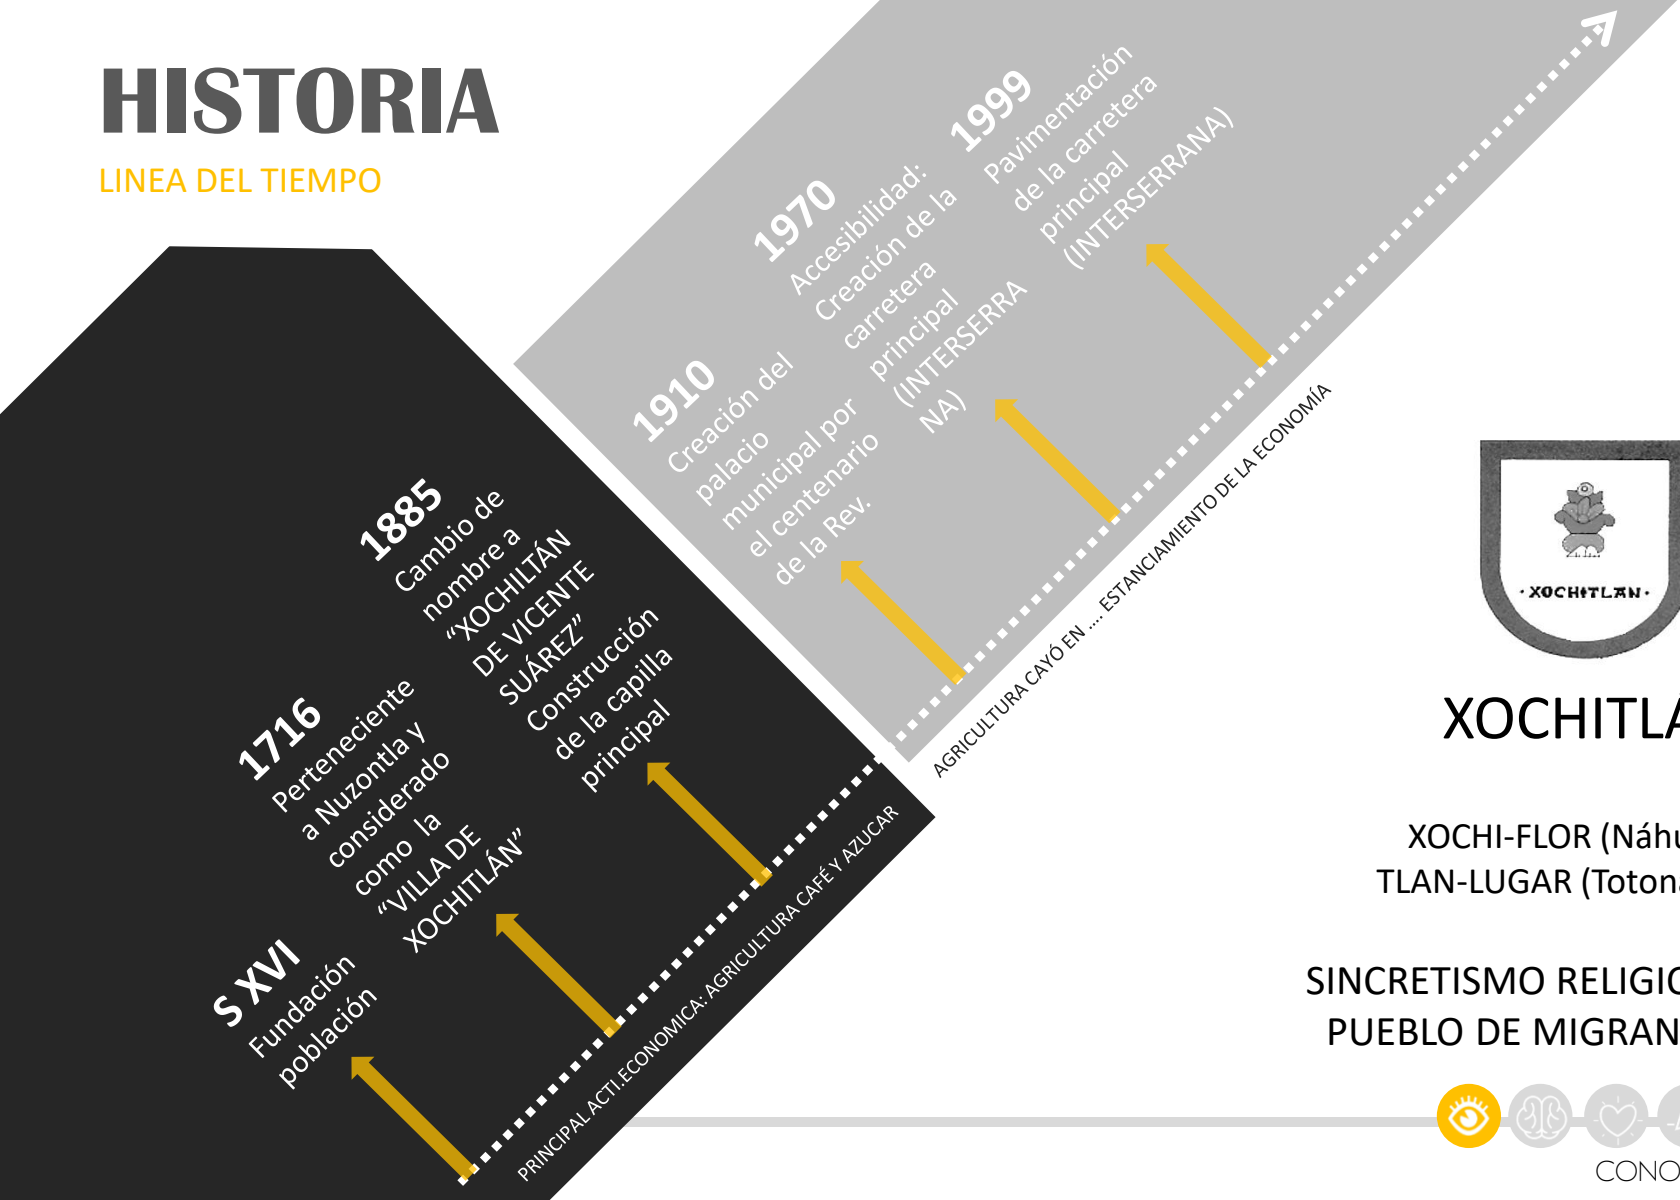 HISTORIA
LINEA DEL TIEMPO
S XVI
Fundación
población
1716
Perteneciente
a Nuzontla y
considerado
como la
“VILLA DE
XOCHITLÁN”
1885
Cambio de
nombre a
“XOCHILTÁN
DE VICENTE
SUÁREZ”
Construcción
de la capilla
principal
PRINCIPAL ACTI.ECONOMICA: AGRICULTURA CAFÉ Y AZUCAR
1910
Creación del
palacio
municipal por
el centenario
de la Rev.
1970
Accesibilidad:
Creación de la
carretera
principal
(INTERSERRA
NA)
1999
Pavimentación
de la carretera
principal
(INTERSERRANA)
AGRICULTURA CAYÓ EN .... ESTANCIAMIENTO DE LA ECONOMÍA
·XOCHITLAN·
XOCHITLÁ
XOCHI-FLOR (Náhu
TLAN-LUGAR (Totona
SINCRETISMO RELIGIO
PUEBLO DE MIGRAN
CONO